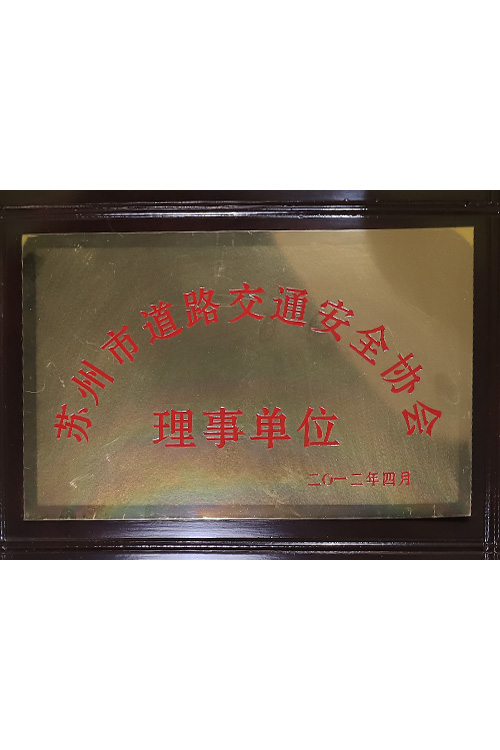 苏州市道路交通安全协会
理事单位
二〇一二年四月